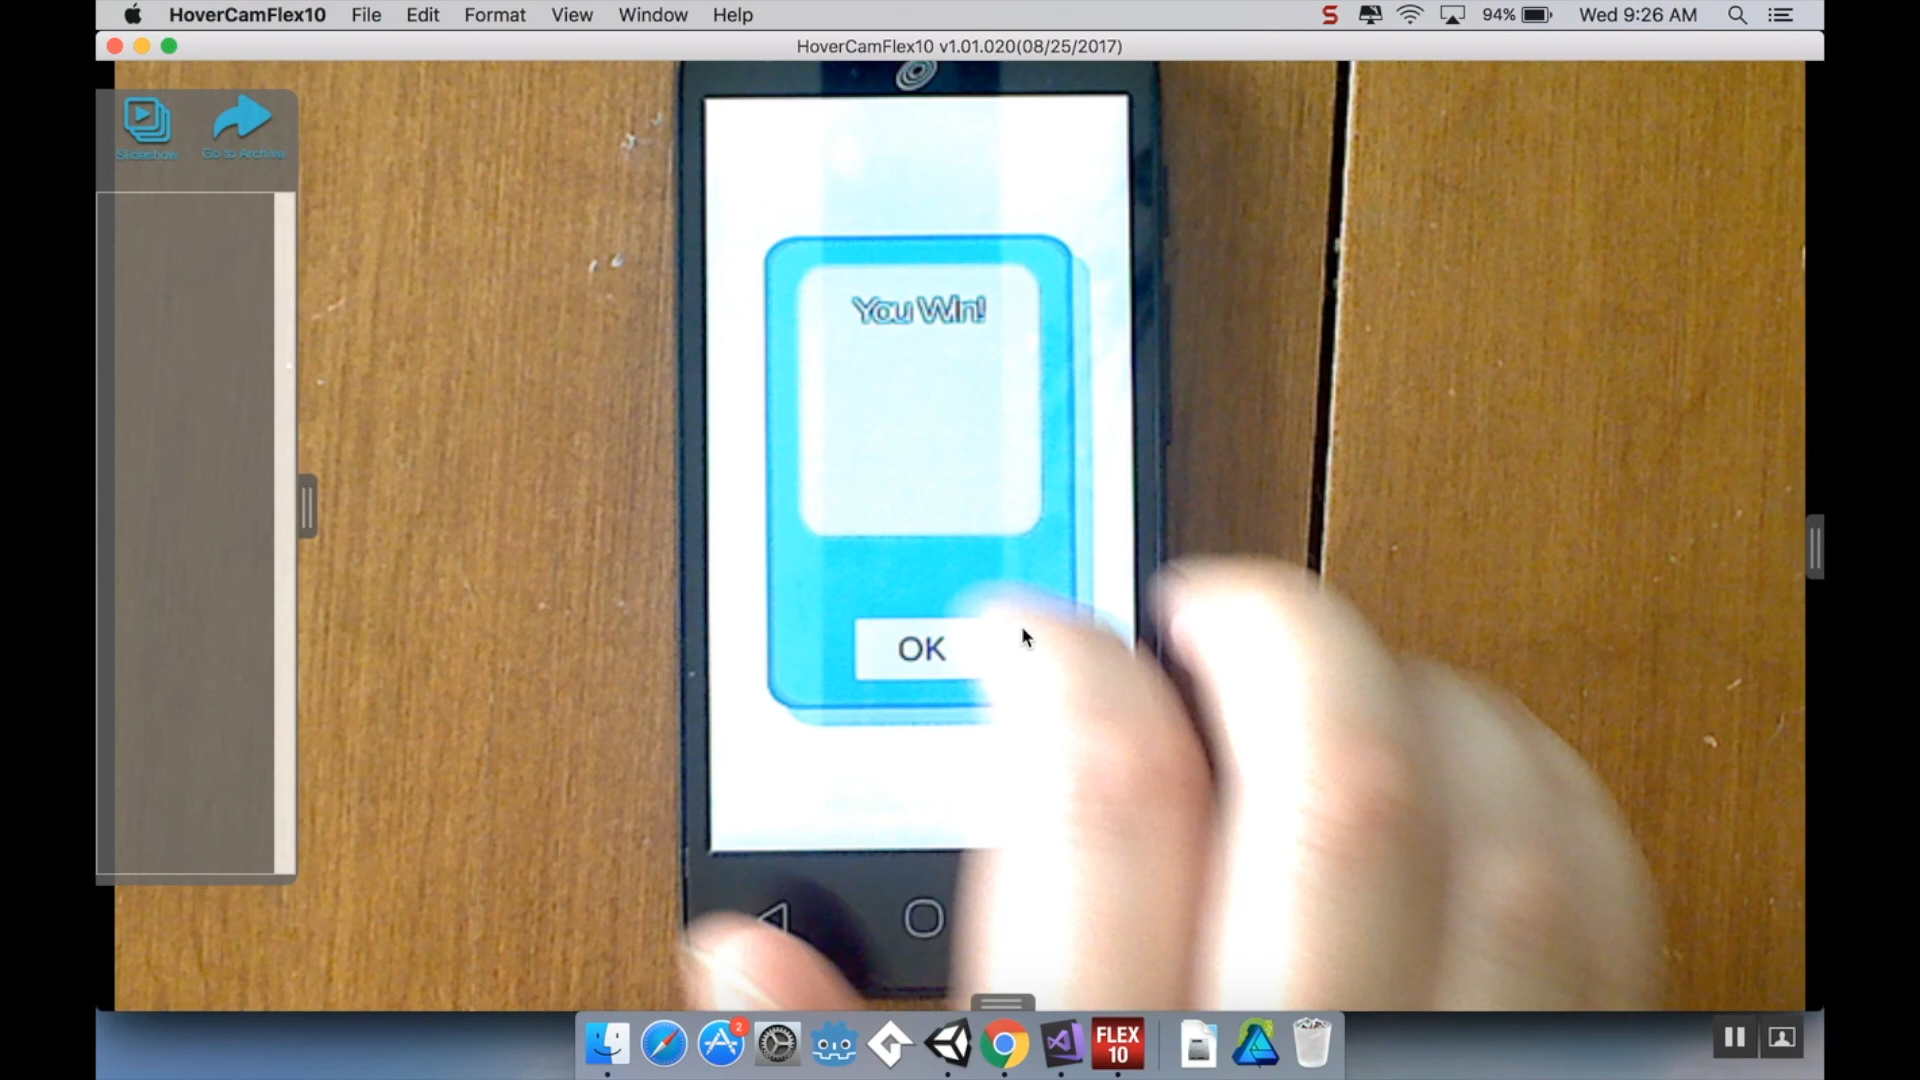 HoverCamFlex10 File Edit Format View Window Help S 94% Wed 9:26 AM
HoverCamFlex10 v1.01.020(08/25/2017)
Slideshow Go to Archive
You Win!
OK
2
FLEX
10